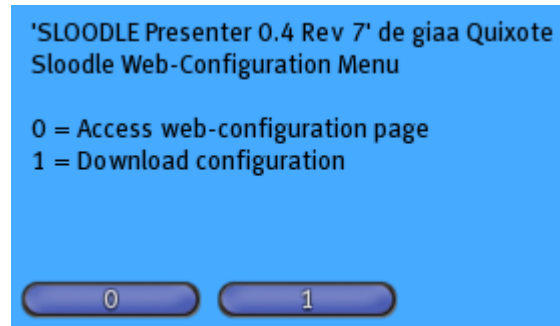 'SLOODLE Presenter 0.4 Rev 7' de giaa Quixote
Sloodle Web-Configuration Menu
0 = Access web-configuration page
1 = Download configuration
0 1